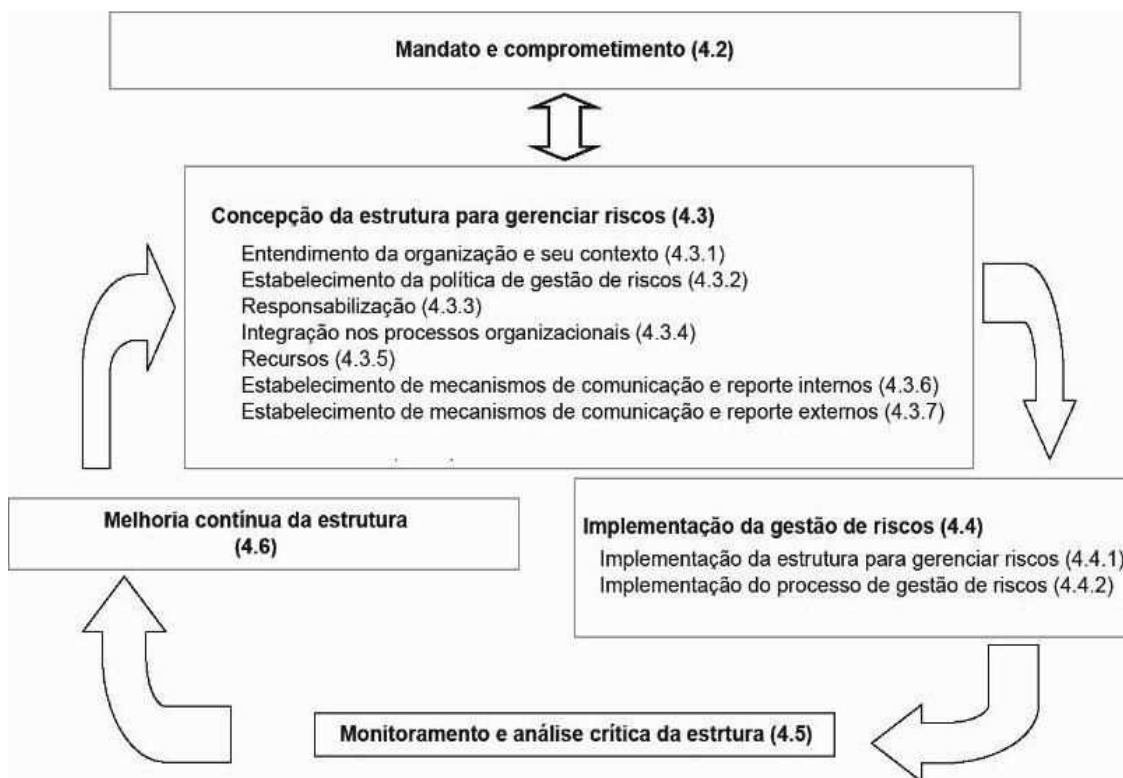 Mandato e comprometimento (4.2)
Concepção da estrutura para gerenciar riscos (4.3)
Entendimento da organização e seu contexto (4.3.1)
Estabelecimento da política de gestão de riscos (4.3.2)
Responsabilização (4.3.3)
Integração nos processos organizacionais (4.3.4)
Recursos (4.3.5)
Estabelecimento de mecanismos de comunicação e reporte internos (4.3.6)
Estabelecimento de mecanismos de comunicação e reporte externos (4.3.7)
Implementação da gestão de riscos (4.4)
Implementação da estrutura para gerenciar riscos (4.4.1)
Implementação do processo de gestão de riscos (4.4.2)
Monitoramento e análise crítica da estrtura (4.5)
Melhoria contínua da estrutura
(4.6)